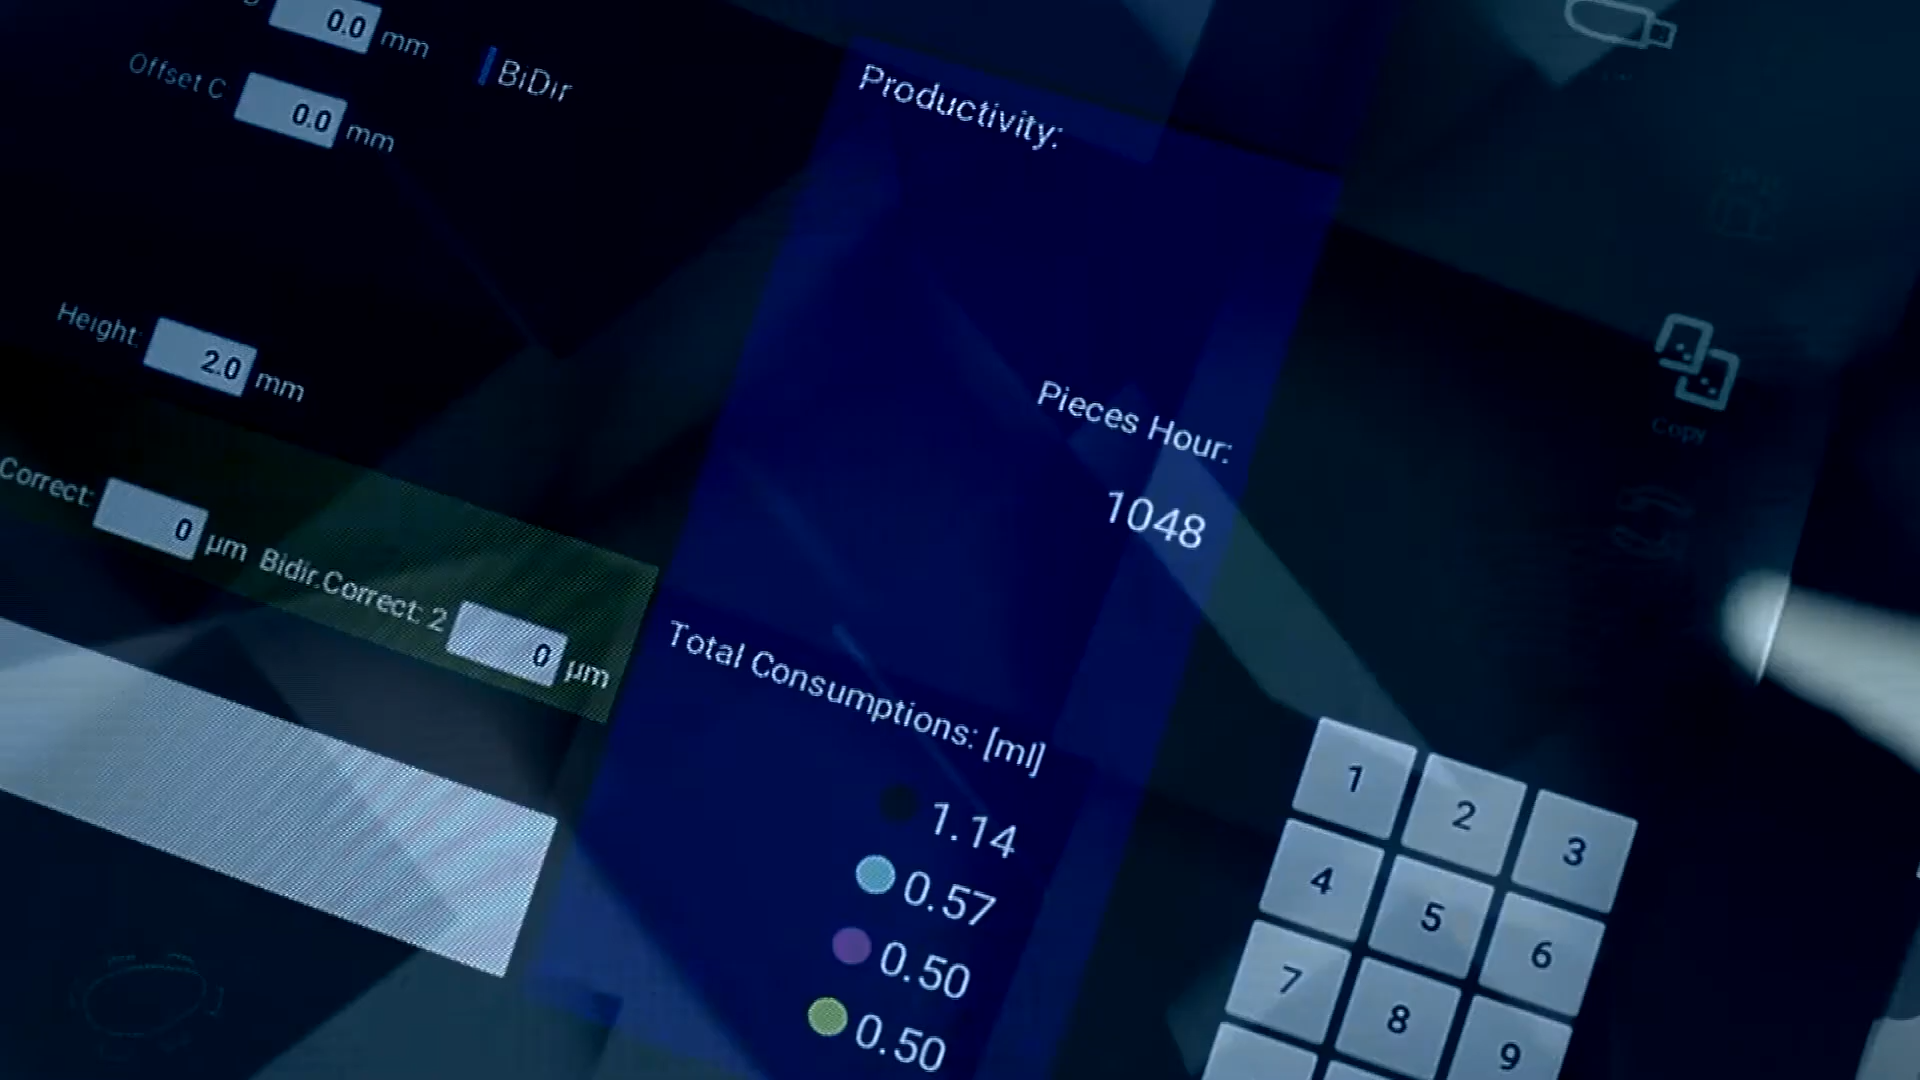 0.0 mm
Offset C 0.0 mm
BiDir
Height: 2.0 mm
Correct: 0 µm Bidir.Correct: 2 0 µm
Productivity:
Pieces Hour:
1048
Total Consumptions: [ml]
1.14
0.57
0.50
0.50
Copy
1 2 3
4 5 6
7 8 9